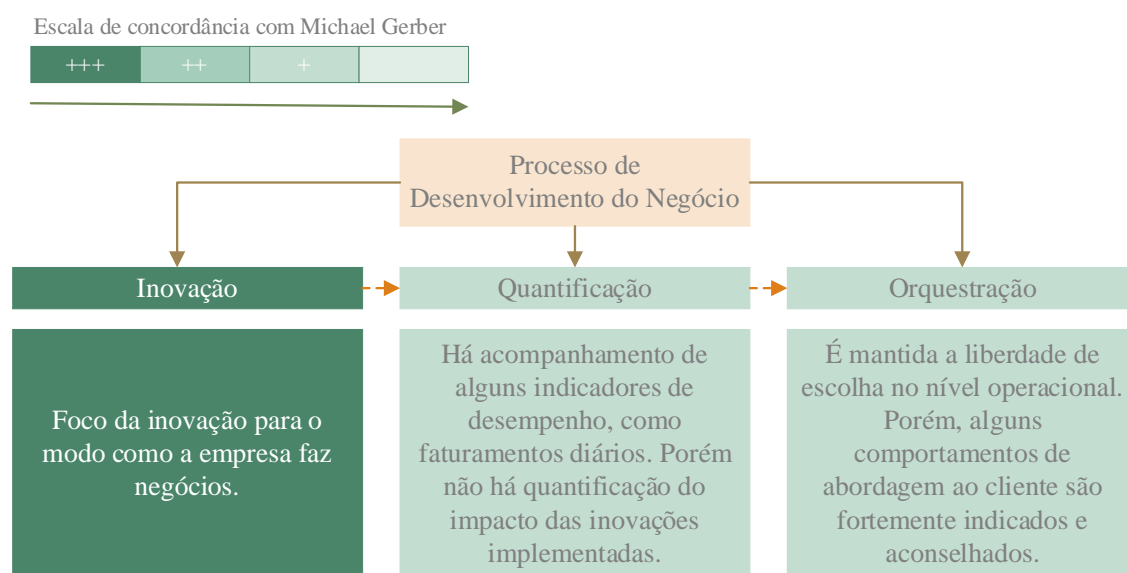 Escala de concordância com Michael Gerber
+++ ++ +
Processo de
Desenvolvimento do Negócio
Inovação
Quantificação
Orquestração
Foco da inovação para o
modo como a empresa faz
negócios.
Há acompanhamento de
alguns indicadores de
desempenho, como
faturamentos diários. Porém
não há quantificação do
impacto das inovações
implementadas.
É mantida a liberdade de
escolha no nível operacional.
Porém, alguns
comportamentos de
abordagem ao cliente são
fortemente indicados e
aconselhados.